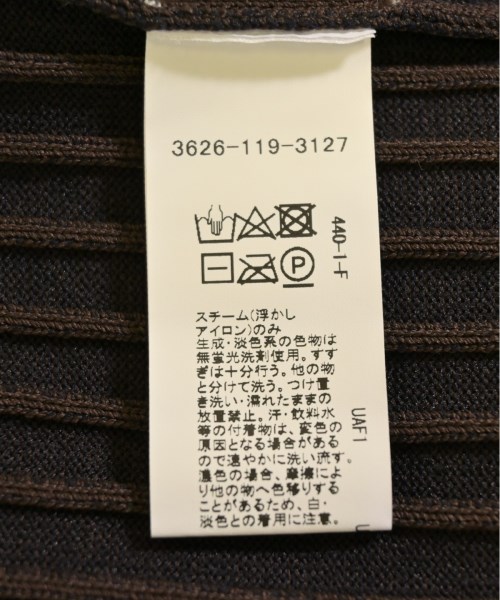 3626-119-3127
440-1-F
P
スチーム(浮かし
アイロン)のみ
生成・淡色系の色物は
無蛍光洗剤使用。すす
ぎは十分行う。他の物
と分けて洗う。つけ置
き洗い・濡れたままの
放置禁止。汗・飲料水
等の付着物は、変色の
原因となる場合がある
ので速やかに洗い流す。
濃色の場合、摩擦によ
り他の物へ色移りする
ことがあるため、白・
淡色との着用に注意。
UAF1